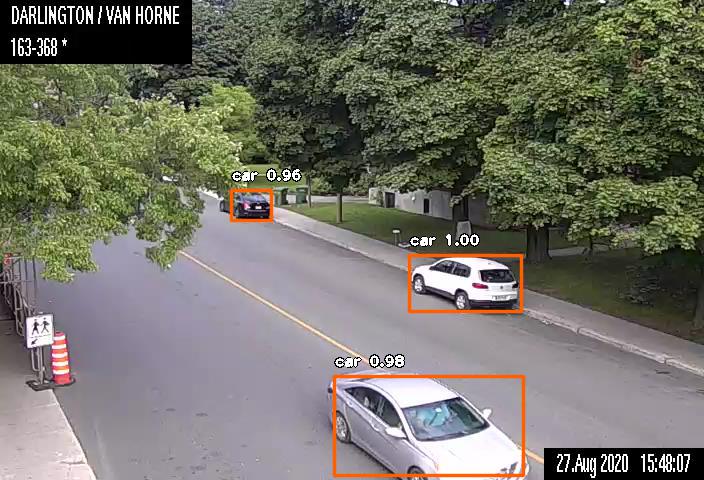 DARLINGTON / VAN HORNE
163-368 *
car 0.96
car 1.00
car 0.98
27.Aug 2020 15:48:07